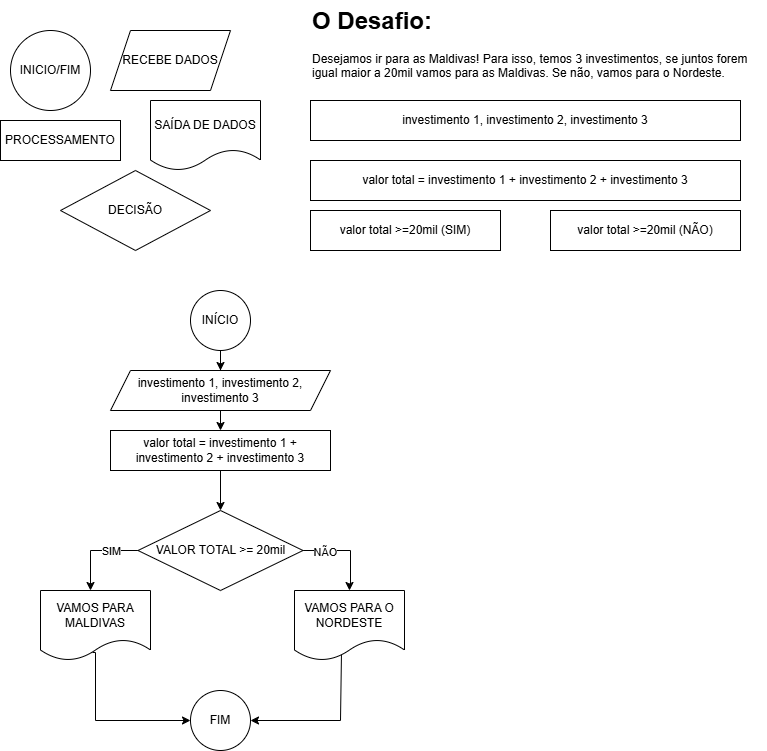 O Desafio:
INICIO/FIM
RECEBE DADOS
Desejamos ir para as Maldivas! Para isso, temos 3 investimentos, se juntos forem
igual maior a 20mil vamos para as Maldivas. Se não, vamos para o Nordeste.
PROCESSAMENTO
SAÍDA DE DADOS
DECISÃO
investimento 1, investimento 2, investimento 3
valor total = investimento 1 + investimento 2 + investimento 3
valor total >=20mil (SIM)
valor total >=20mil (NÃO)
INÍCIO
investimento 1, investimento 2,
investimento 3
valor total = investimento 1 +
investimento 2 + investimento 3
VALOR TOTAL >= 20mil
SIM
NÃO
VAMOS PARA
MALDIVAS
VAMOS PARA O
NORDESTE
FIM